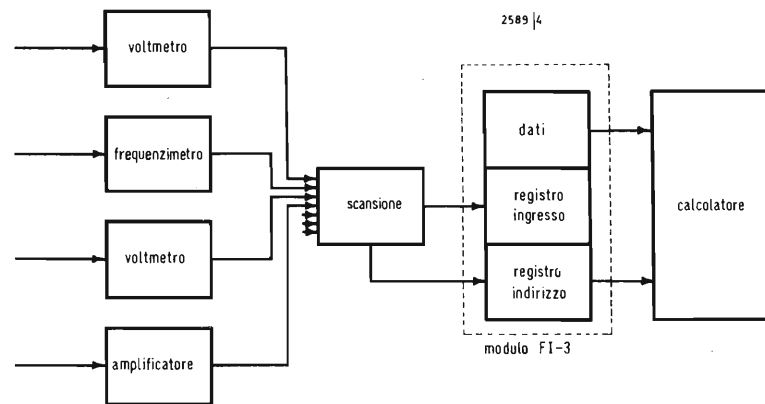 2589|4
voltmetro
frequenzimetro
voltmetro
amplificatore
scansione
dati
registro
ingresso
registro
indirizzo
modulo FI-3
calcolatore